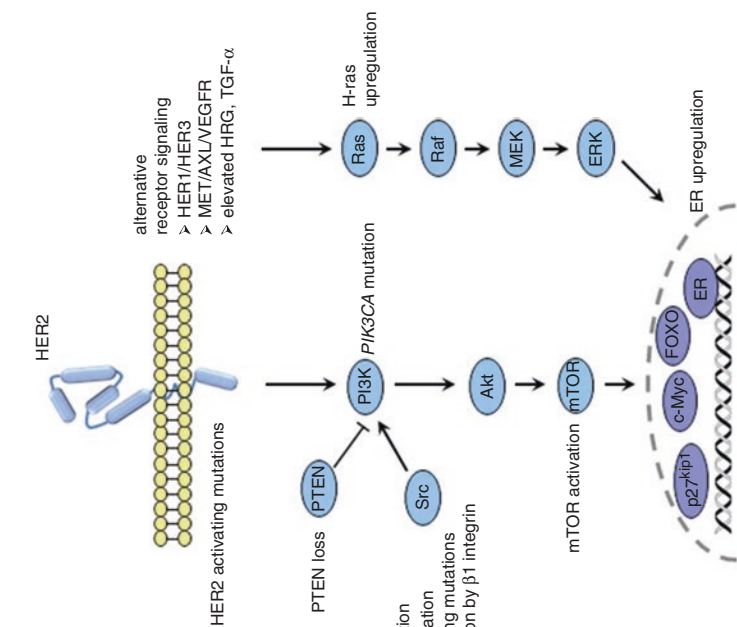 HER2
alternative
receptor signaling
➢ HER1/HER3
➢ MET/AXL/VEGFR
➢ elevated HRG, TGF-α
HER2 activating mutations
H-ras
upregulation
Ras
Raf
MEK
ERK
PI3K
PIK3CA mutation
PTEN
PTEN loss
Src
ng mutations
on by β1 integrin
Akt
mTOR
mTOR activation
ER upregulation
p27kip1
c-Myc
FOXO
ER